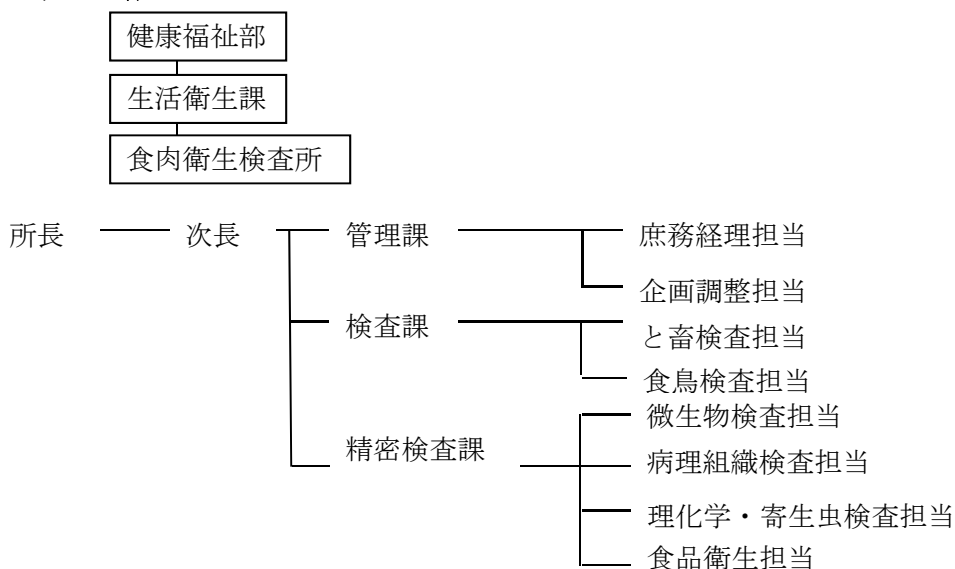 健康福祉部
生活衛生課
食肉衛生検査所
所長 次長 管理課 庶務経理担当
企画調整担当
検査課 と畜検査担当
食鳥検査担当
微生物検査担当
精密検査課 病理組織検査担当
理化学・寄生虫検査担当
食品衛生担当